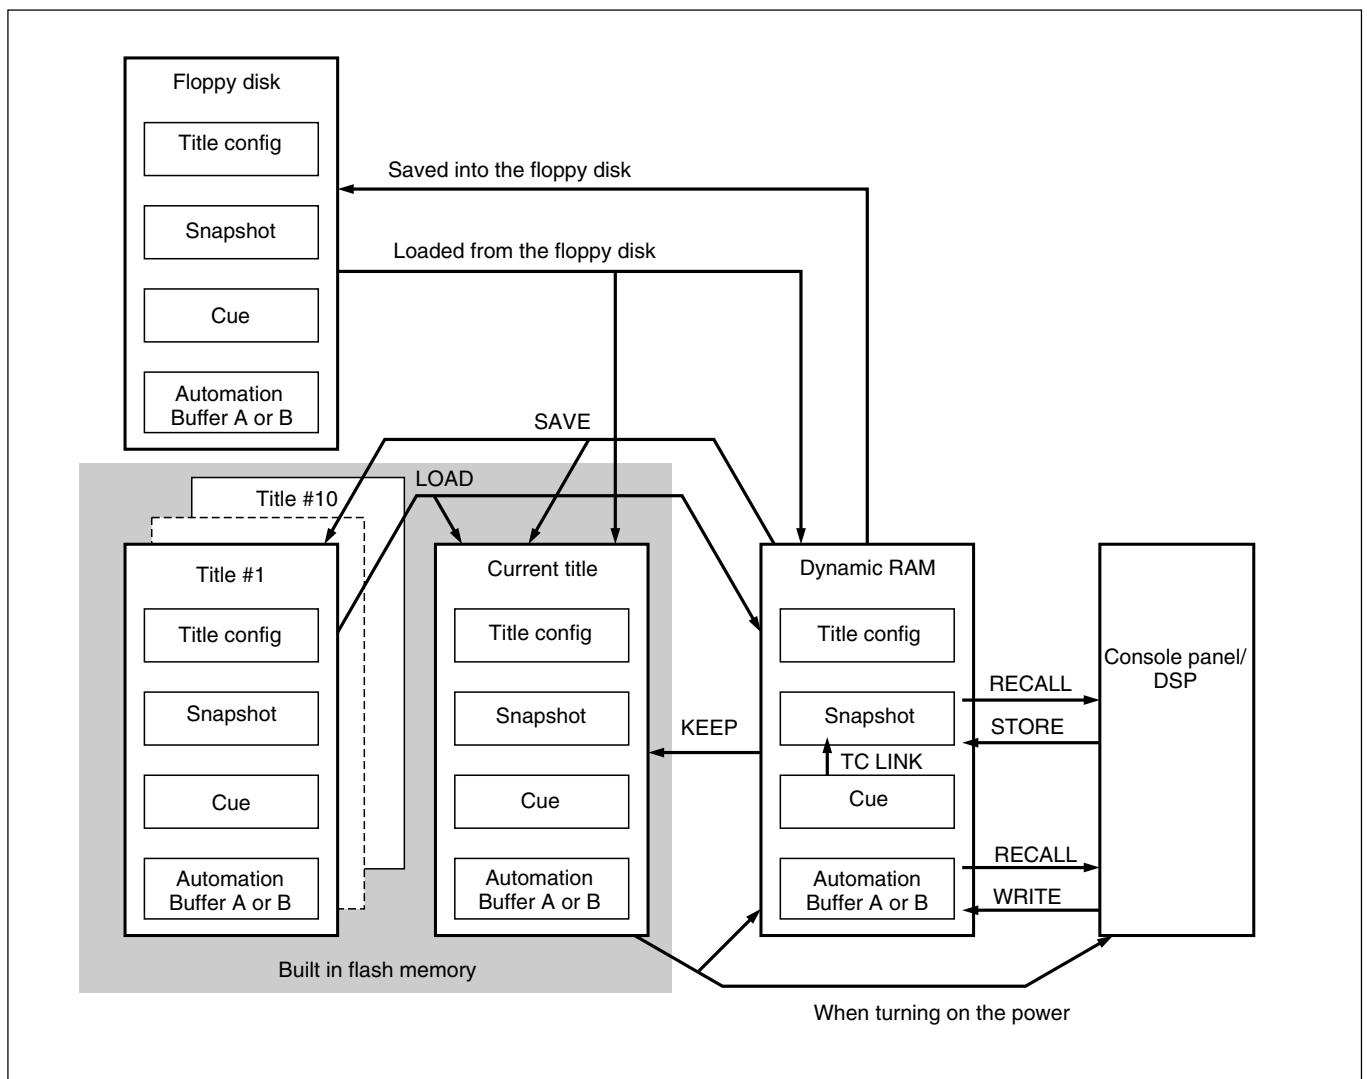 Floppy disk
Title config
Snapshot
Cue
Automation
Buffer A or B
Saved into the floppy disk
Loaded from the floppy disk
SAVE
LOAD
Title #10
Title #1
Title config
Snapshot
Cue
Automation
Buffer A or B
Current title
Title config
Snapshot
Cue
Automation
Buffer A or B
Built in flash memory
KEEP
Dynamic RAM
Title config
Snapshot
TC LINK
Cue
Automation
Buffer A or B
RECALL
STORE
RECALL
WRITE
Console panel/
DSP
When turning on the power